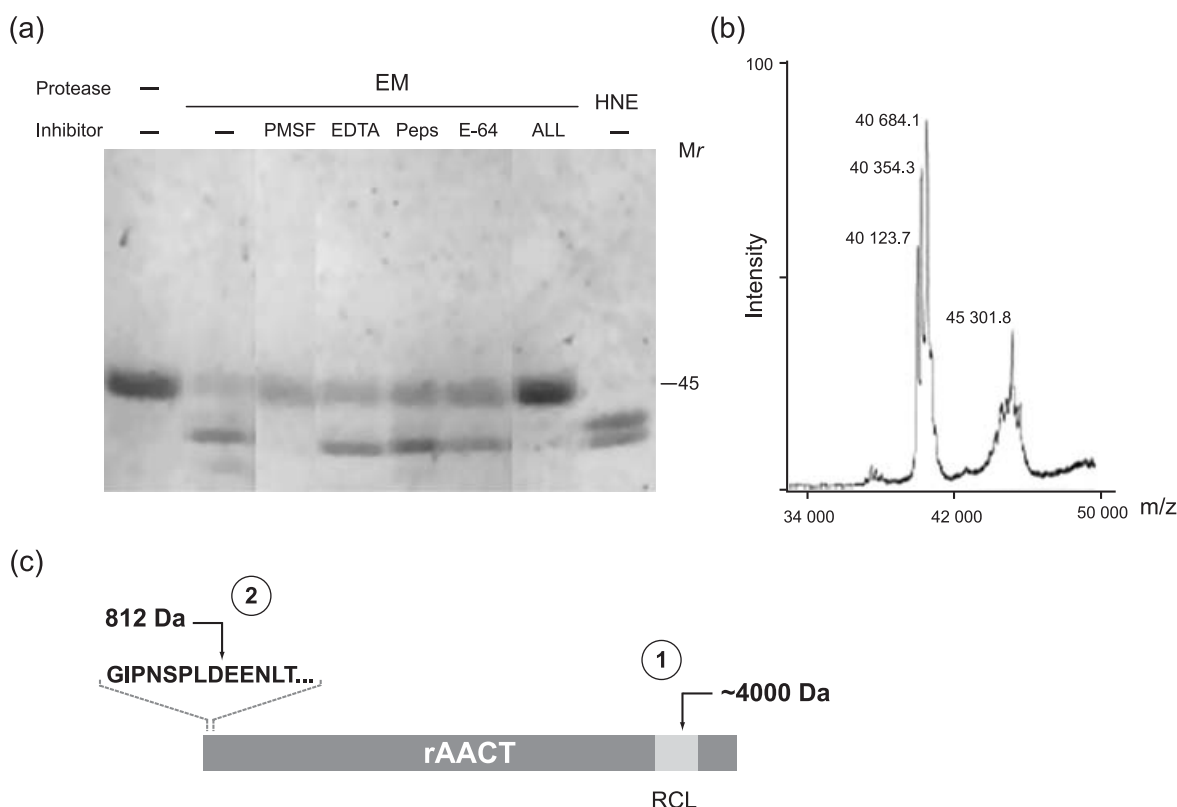 (a)
EM
Protease –
HNE
Inhibitor – – PMSF EDTA Peps E-64 ALL –
Mr
–45
(b)
100
40 684.1
40 354.3
40 123.7
45 301.8
Intensity
34 000 42 000 50 000 m/z
(c)
2
812 Da
GIPNSPLDEENLT...
1
~4000 Da
rAACT
RCL